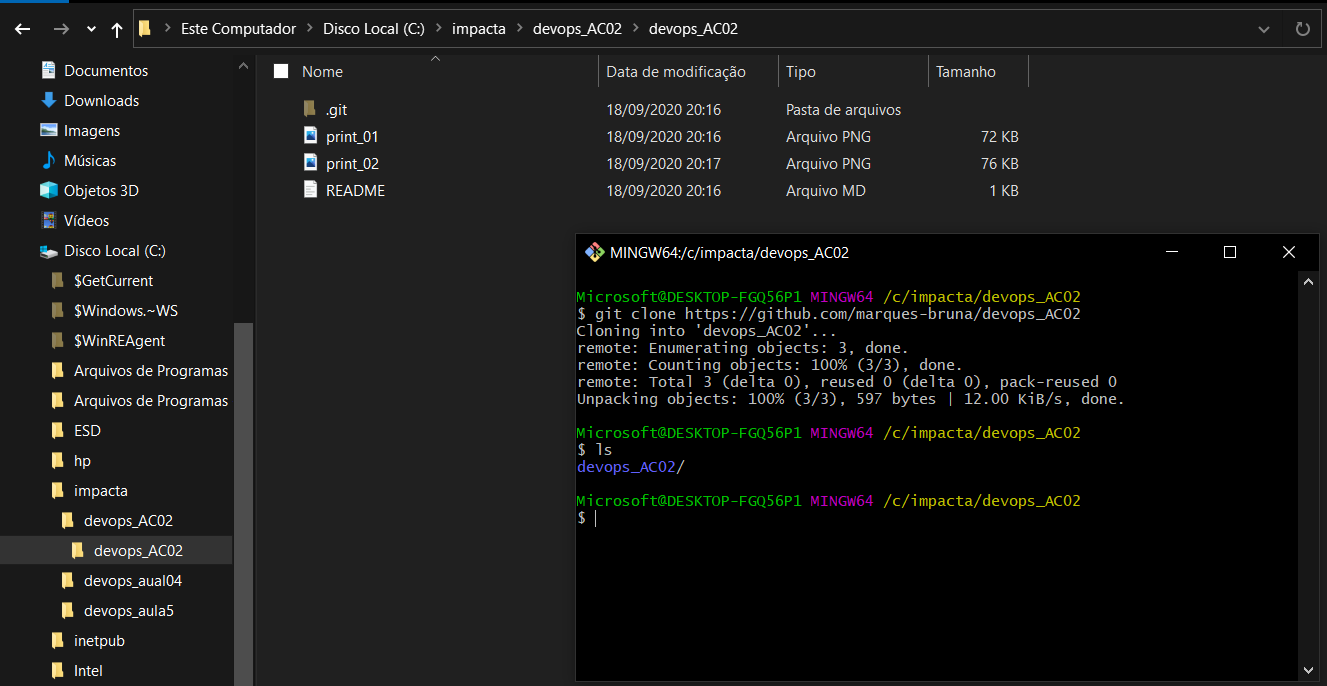 Este Computador Disco Local (C:) impacta devops_AC02 devops_AC02
Documentos
Downloads
Imagens
Músicas
Objetos 3D
Vídeos
Disco Local (C:)
$GetCurrent
$Windows.~WS
$WinREAgent
Arquivos de Programas
Arquivos de Programas
ESD
hp
impacta
devops_AC02
devops_AC02
devops_aual04
devops_aula5
inetpub
Intel
Nome Data de modificação Tipo Tamanho
.git 18/09/2020 20:16 Pasta de arquivos
print_01 18/09/2020 20:16 Arquivo PNG 72 KB
print_02 18/09/2020 20:17 Arquivo PNG 76 KB
README 18/09/2020 20:16 Arquivo MD 1 KB
MINGW64:/c/impacta/devops_AC02
Microsoft@DESKTOP-FGQ56P1 MINGW64 /c/impacta/devops_AC02
$ git clone https://github.com/marques-bruna/devops_AC02
Cloning into 'devops_AC02'...
remote: Enumerating objects: 3, done.
remote: Counting objects: 100% (3/3), done.
remote: Total 3 (delta 0), reused 0 (delta 0), pack-reused 0
Unpacking objects: 100% (3/3), 597 bytes | 12.00 KiB/s, done.
Microsoft@DESKTOP-FGQ56P1 MINGW64 /c/impacta/devops_AC02
$ ls
devops_AC02/
Microsoft@DESKTOP-FGQ56P1 MINGW64 /c/impacta/devops_AC02
$